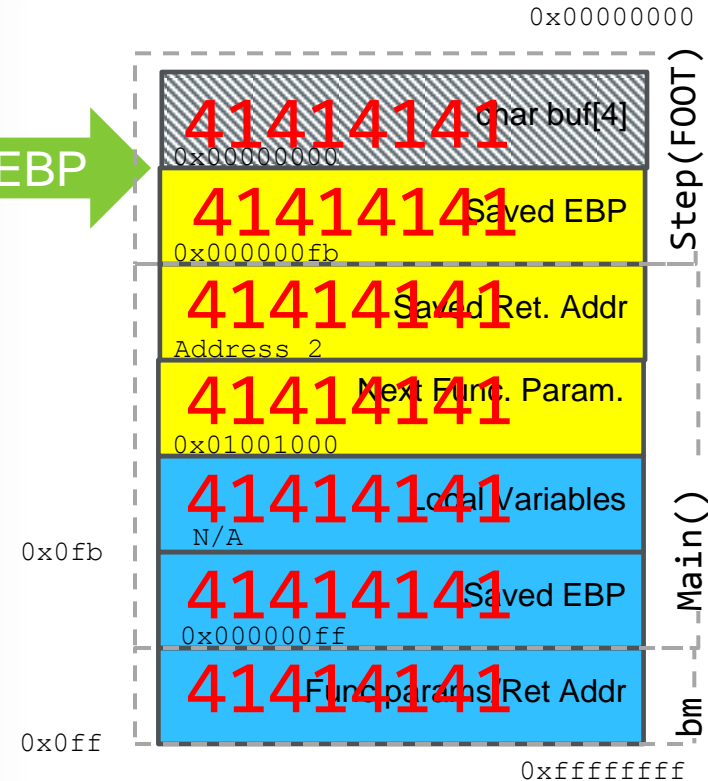 0x00000000
41414141
char buf[4]
0x00000000
EBP
41414141
Saved EBP
0x000000fb
Step(FOOT)
41414141
Saved Ret. Addr
Address 2
41414141
Next Func. Param.
0x01001000
41414141
Local Variables
N/A
0x0fb
41414141
Saved EBP
0x000000ff
Main()
41414141
Func params/Ret Addr
0x0ff
bm
0xffffffff